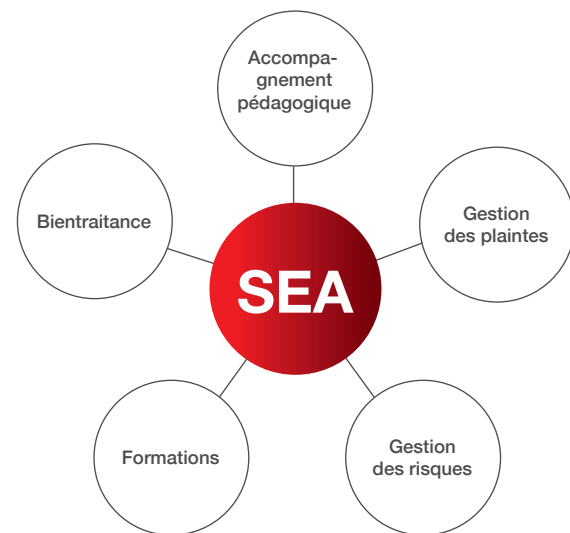 Accompa-
gnement
pédagogique
Bientraitance
Gestion
des plaintes
SEA
Formations
Gestion
des risques